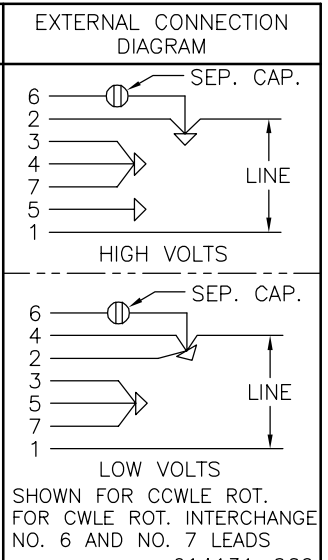 EXTERNAL CONNECTION
DIAGRAM
SEP. CAP.
6
2
3
4
7
LINE
5
1
HIGH VOLTS
SEP. CAP.
6
4
2
3
LINE
5
7
1
LOW VOLTS
SHOWN FOR CCWLE ROT.
FOR CWLE ROT. INTERCHANGE
NO. 6 AND NO. 7 LEADS